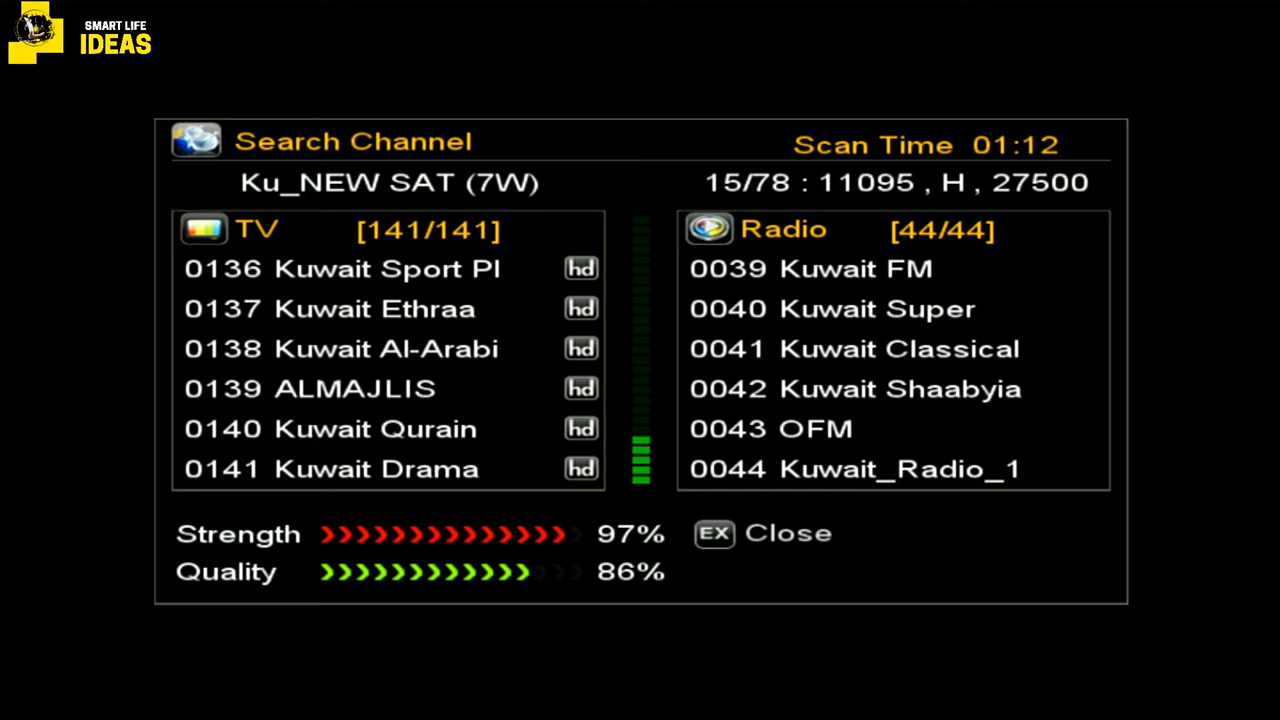 SMART LIFE
IDEAS
Search Channel
Scan Time 01:12
Ku_NEW SAT (7W)
15/78 : 11095 , H , 27500
TV [141/141]
0136 Kuwait Sport Pl hd
0137 Kuwait Ethraa hd
0138 Kuwait Al-Arabi hd
0139 ALMAJLIS hd
0140 Kuwait Qurain hd
0141 Kuwait Drama hd
Radio [44/44]
0039 Kuwait FM
0040 Kuwait Super
0041 Kuwait Classical
0042 Kuwait Shaabyia
0043 OFM
0044 Kuwait_Radio_1
Strength 97%
Quality 86%
EX Close